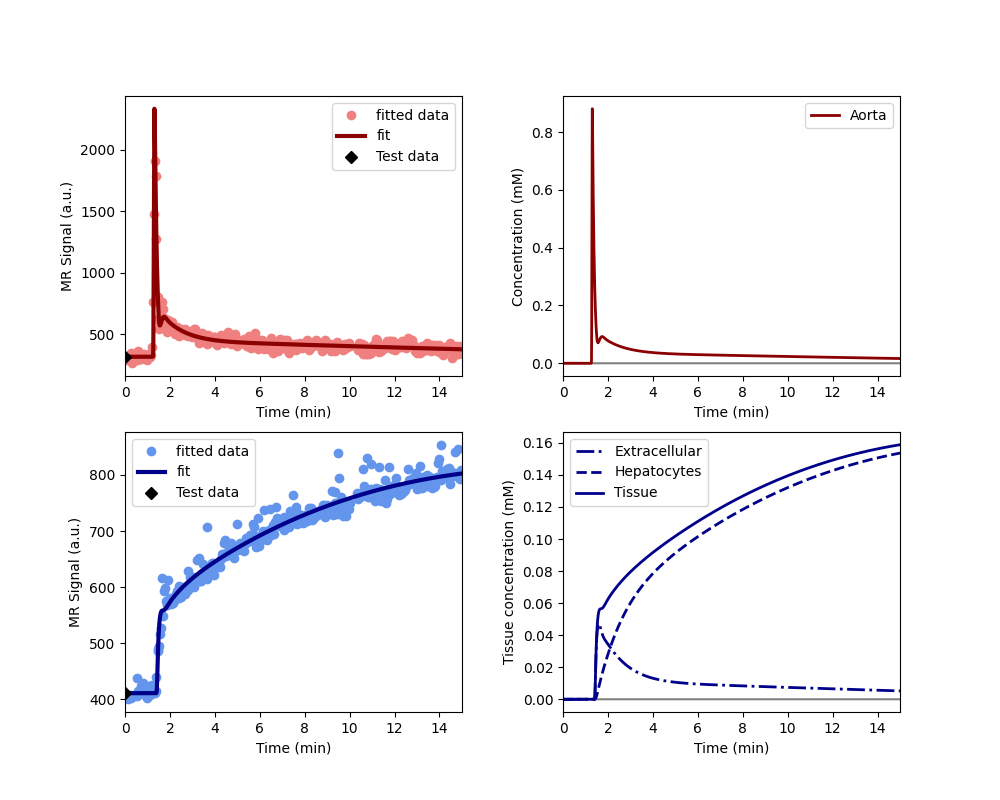 MR Signal (a.u.)
2000
1500
1000
500
fitted data
fit
Test data
0 2 4 6 8 10 12 14
Time (min)
Concentration (mM)
0.8
0.6
0.4
0.2
0.0
Aorta
0 2 4 6 8 10 12 14
Time (min)
MR Signal (a.u.)
800
700
600
500
400
fitted data
fit
Test data
0 2 4 6 8 10 12 14
Time (min)
Tissue concentration (mM)
0.16
0.14
0.12
0.10
0.08
0.06
0.04
0.02
0.00
Extracellular
Hepatocytes
Tissue
0 2 4 6 8 10 12 14
Time (min)